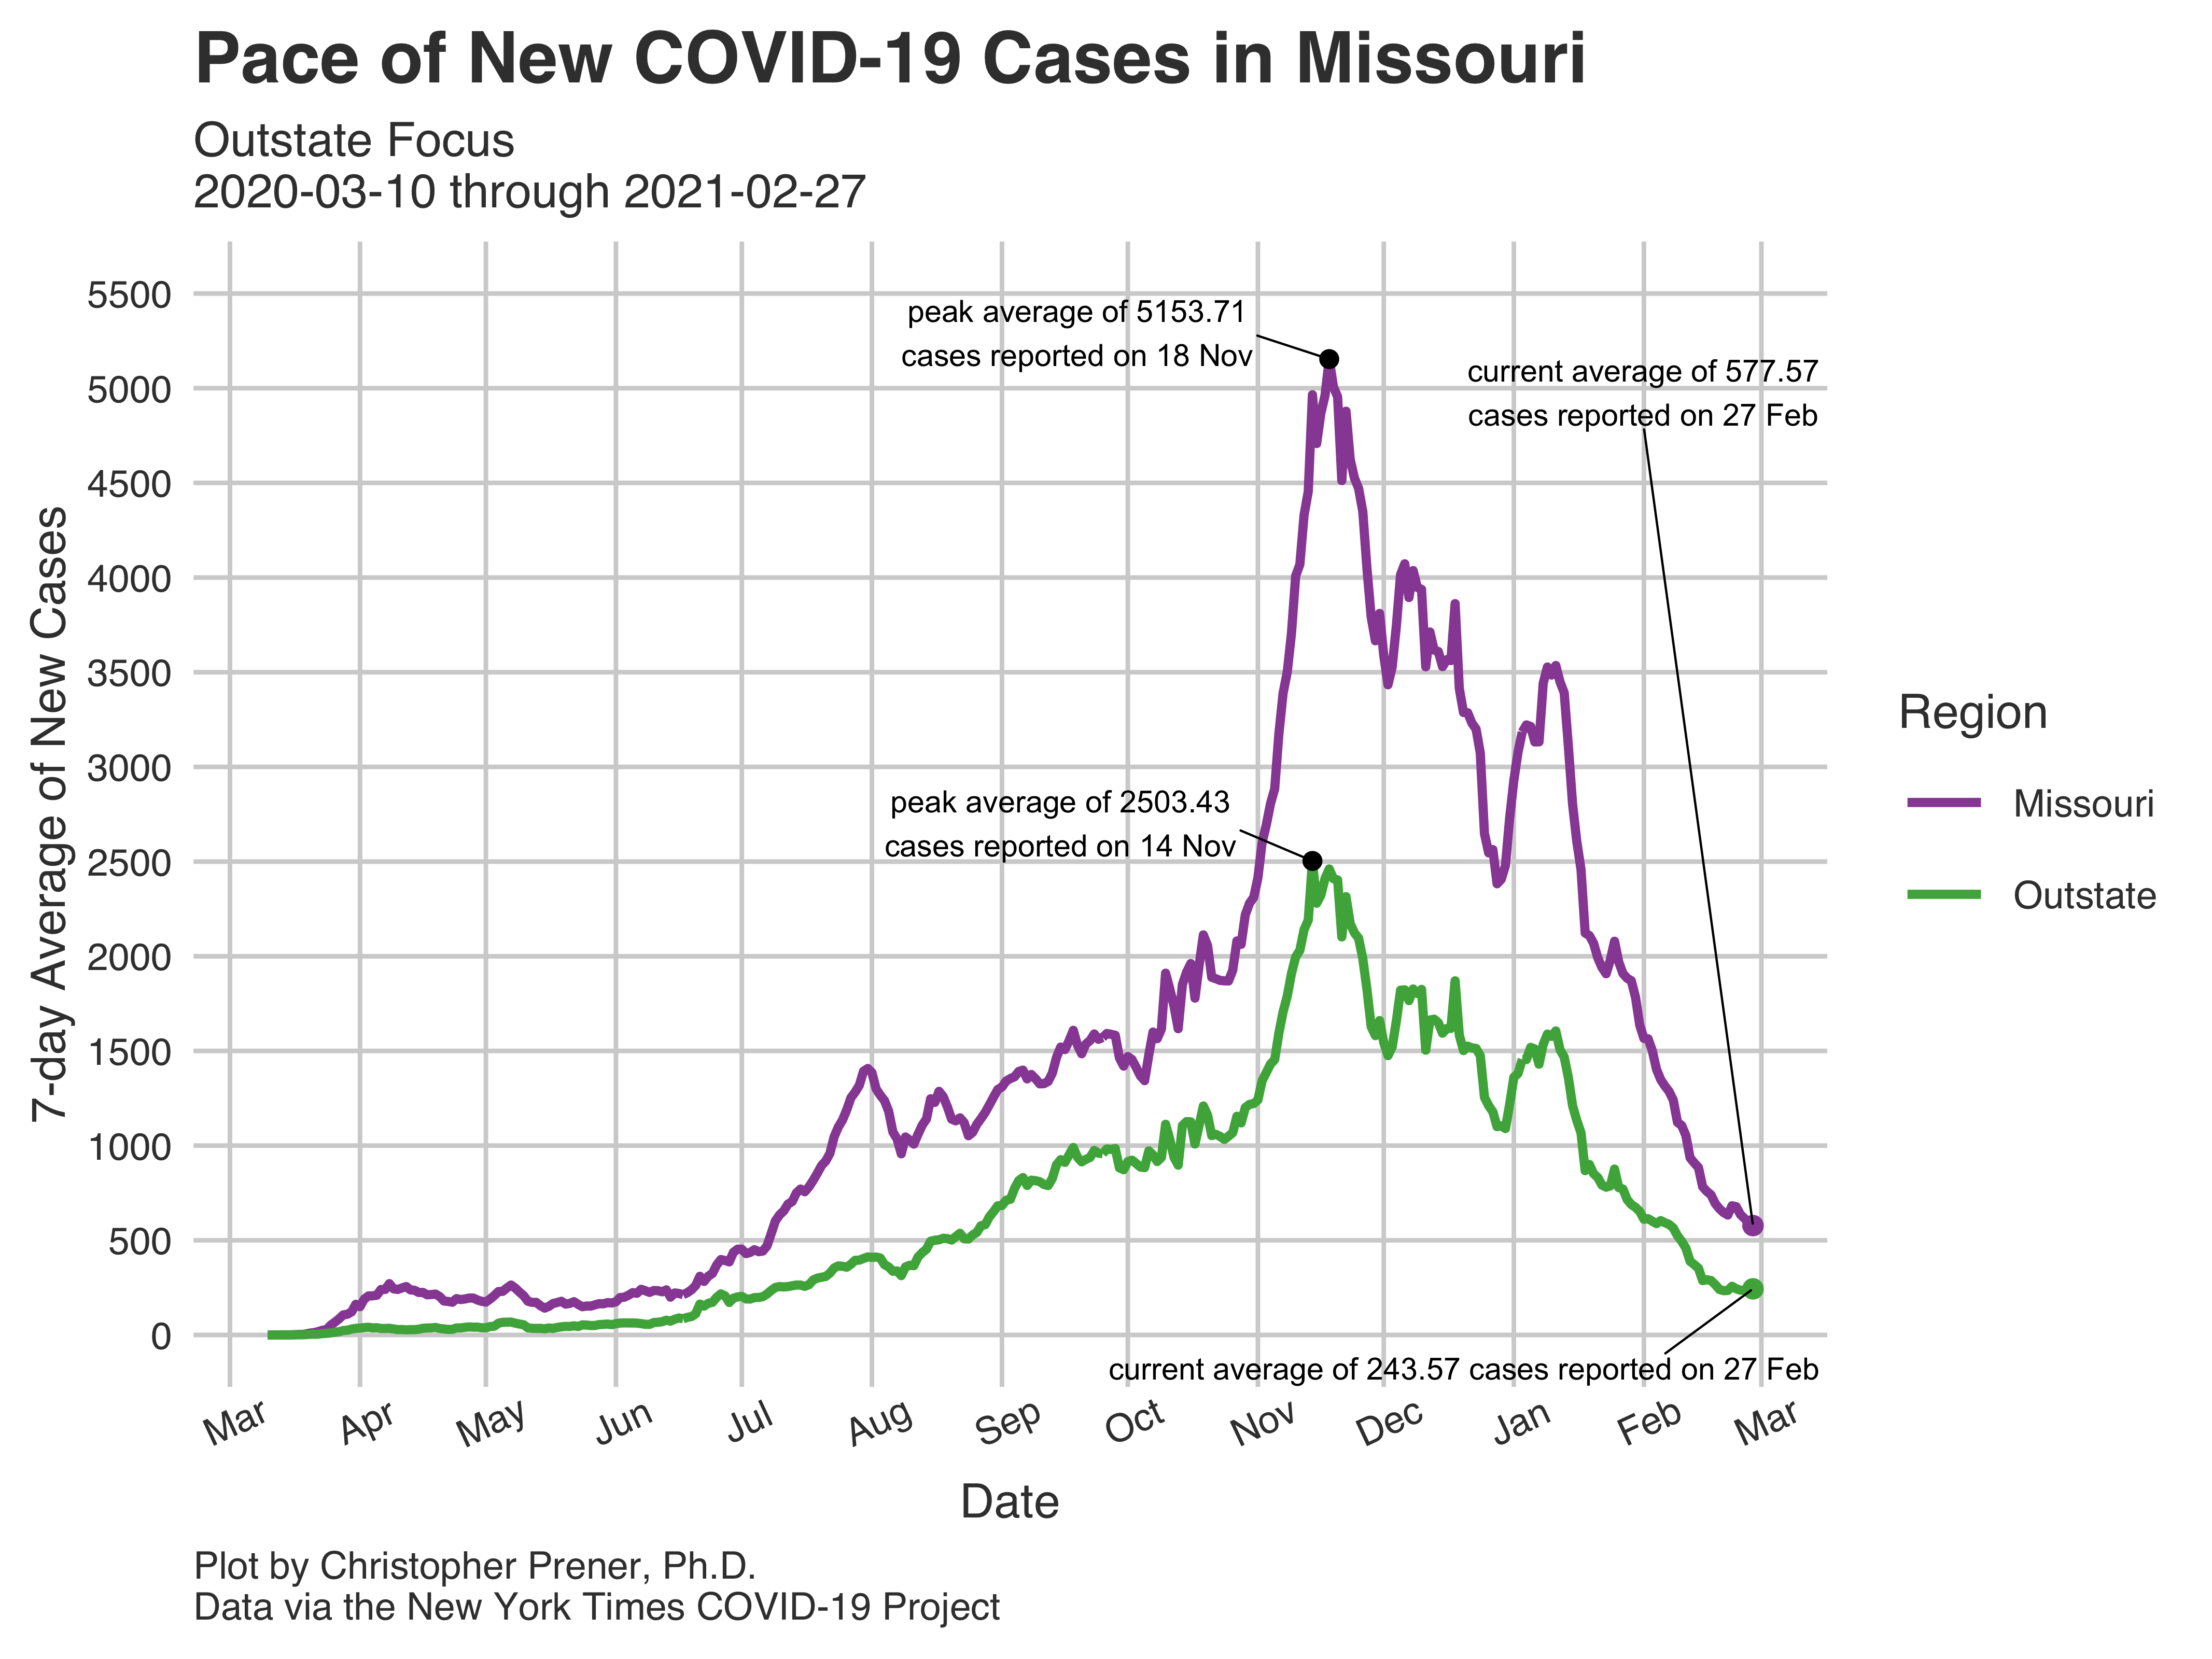 Pace of New COVID-19 Cases in Missouri
Outstate Focus
2020-03-10 through 2021-02-27
7-day Average of New Cases
5500
5000
4500
4000
3500
3000
2500
2000
1500
1000
500
0
peak average of 5153.71
cases reported on 18 Nov
current average of 577.57
cases reported on 27 Feb
peak average of 2503.43
cases reported on 14 Nov
current average of 243.57 cases reported on 27 Feb
Mar
Apr
May
Jun
Jul
Aug
Sep
Oct
Nov
Dec
Jan
Feb
Mar
Date
Region
Missouri
Outstate
Plot by Christopher Prener, Ph.D.
Data via the New York Times COVID-19 Project